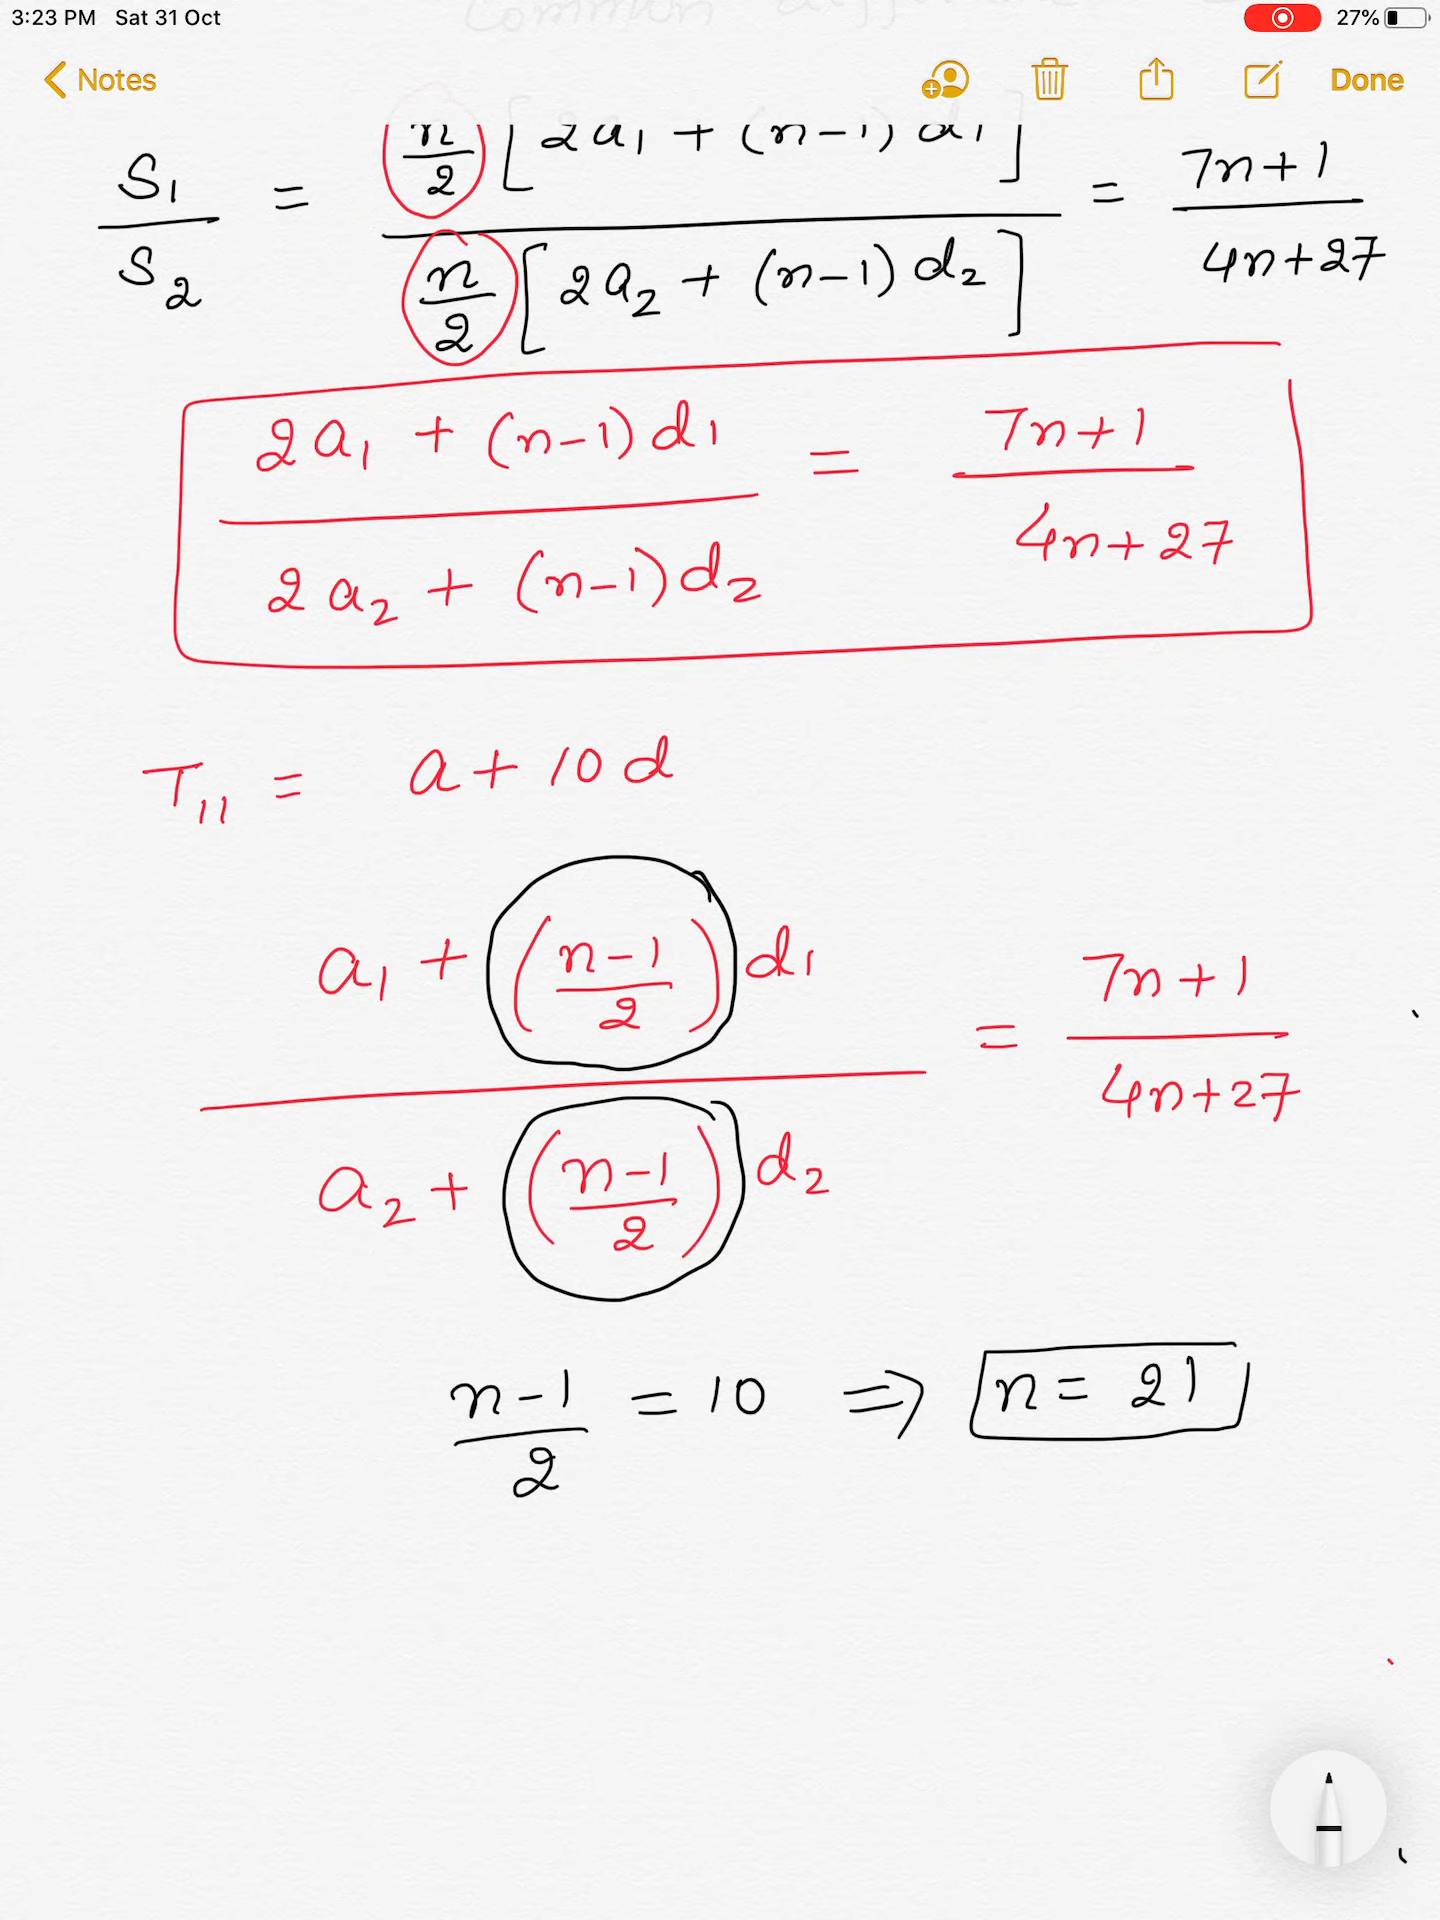 3:23 PM Sat 31 Oct 27%
Common
Notes Done
S₁/S₂ = (n/2 [2a₁ + (n-1) d₁]) / (n/2 [2a₂ + (n-1) d₂]) = (7n+1)/(4n+27)
(2a₁ + (n-1)d₁) / (2a₂ + (n-1)d₂) = (7n+1)/(4n+27)
T₁₁ = a + 10d
(a₁ + ((n-1)/2) d₁) / (a₂ + ((n-1)/2) d₂) = (7n+1)/(4n+27)
(n-1)/2 = 10 ⇒ n = 21